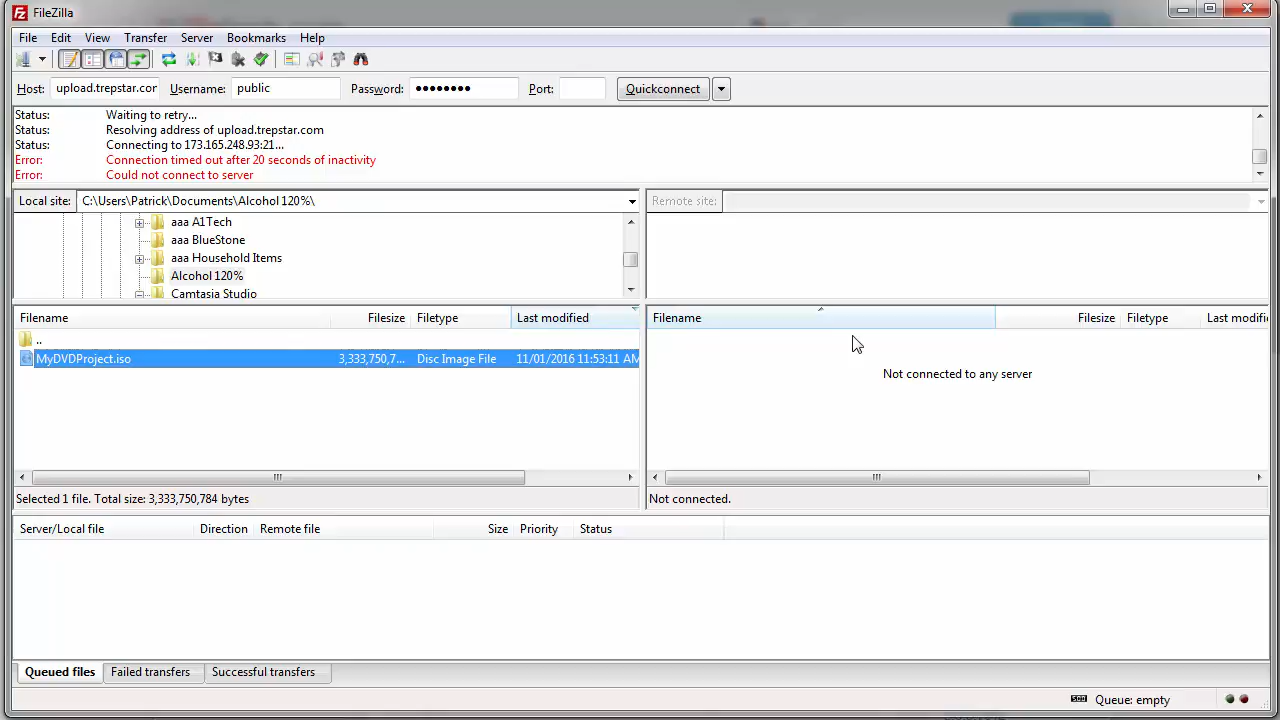 FileZilla
File Edit View Transfer Server Bookmarks Help
Host: upload.trepstar.cor Username: public Password: ●●●●●●●● Port: Quickconnect
Status: Waiting to retry...
Status: Resolving address of upload.trepstar.com
Status: Connecting to 173.165.248.93:21...
Error: Connection timed out after 20 seconds of inactivity
Error: Could not connect to server
Local site: C:\Users\Patrick\Documents\Alcohol 120%\ Remote site:
aaa A1Tech
aaa BlueStone
aaa Household Items
Alcohol 120%
Camtasia Studio
Filename Filesize Filetype Last modified Filename Filesize Filetype Last modifi
..
MyDVDProject.iso 3,333,750,7... Disc Image File 11/01/2016 11:53:11 AM
Not connected to any server
Selected 1 file. Total size: 3,333,750,784 bytes Not connected.
Server/Local file Direction Remote file Size Priority Status
Queued files Failed transfers Successful transfers
Queue: empty